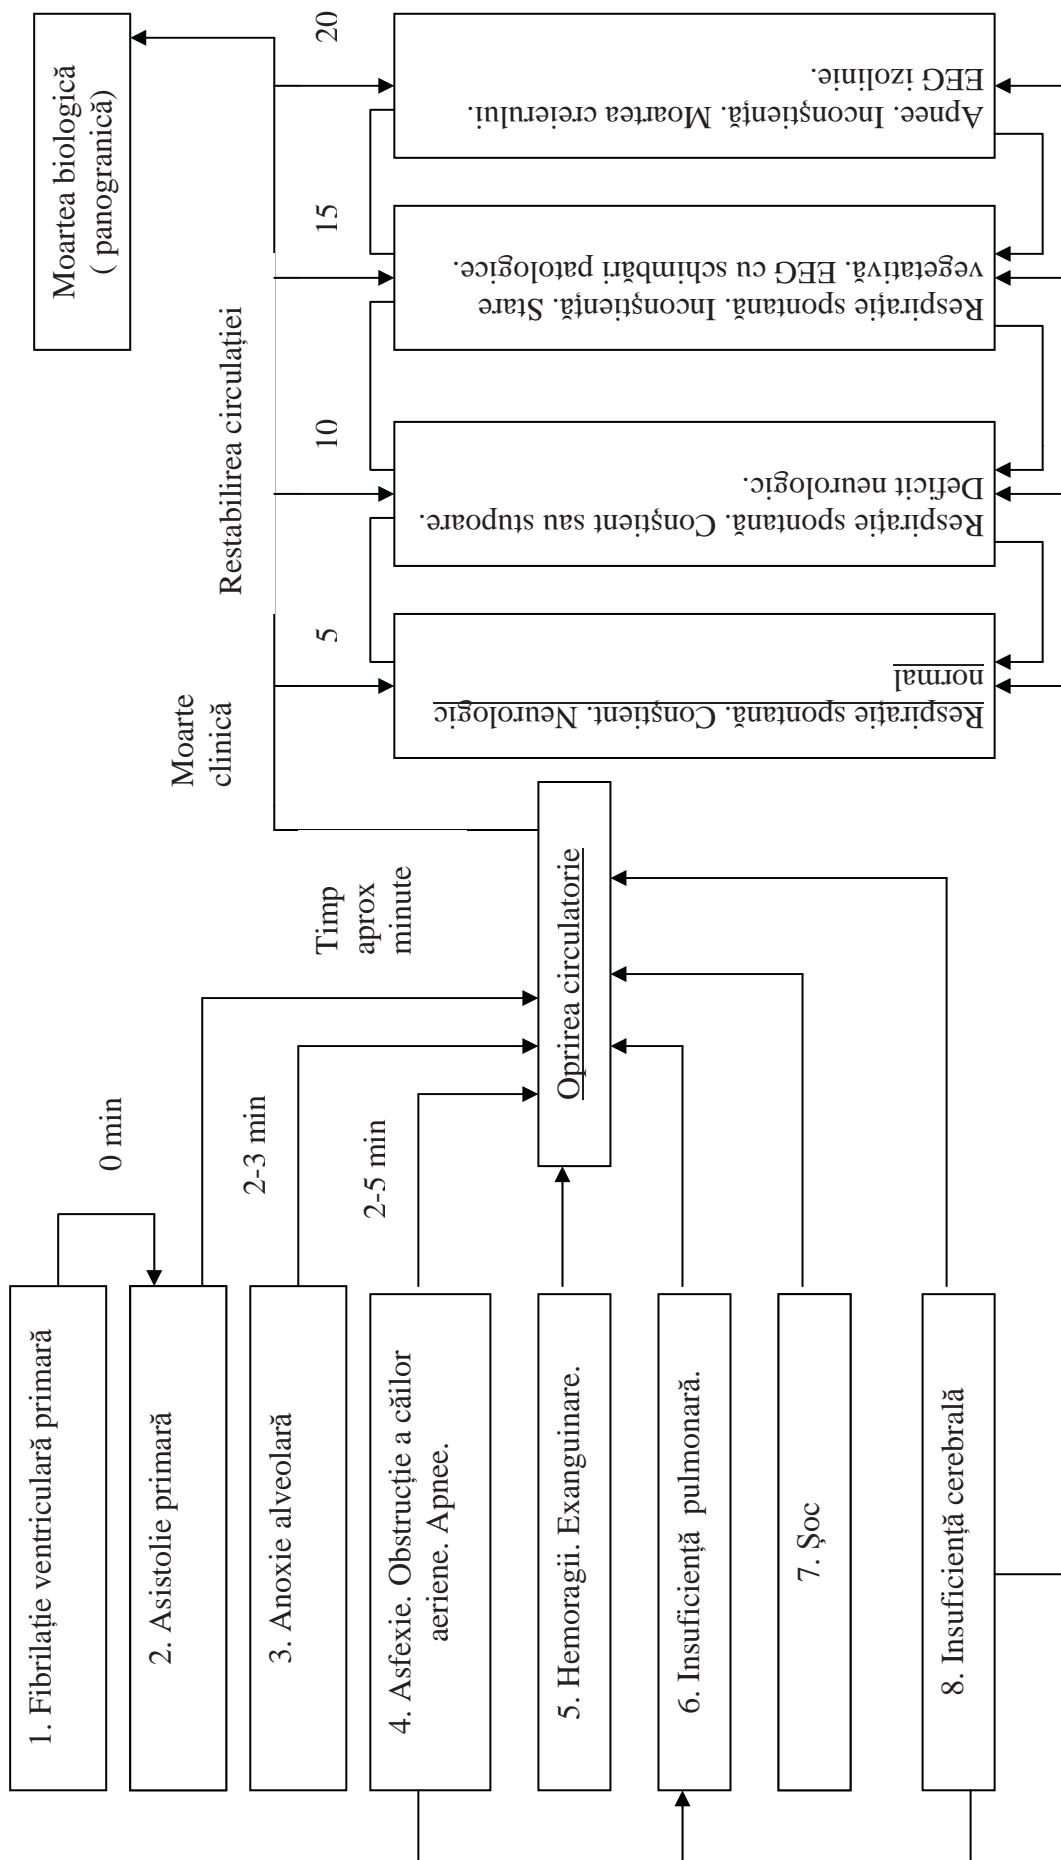 1. Fibrilație ventriculară primară
2. Asistolie primară
3. Anoxie alveolară
4. Asfexie. Obstrucție a căilor
aeriene. Apnee.
5. Hemoragii. Exanguinare.
6. Insuficiență pulmonară.
7. Șoc
8. Insuficiență cerebrală
0 min
2-3 min
2-5 min
Oprirea circulatorie
Timp
aprox
minute
Moarte
clinică
Restabilirea circulației
Moartea biologică
( panogranică)
5
10
15
20
Respirație spontană. Conștient. Neurologic
normal
Respirație spontană. Conștient sau stupoare.
Deficit neurologic.
Respirație spontană. Inconștiență. Stare
vegetativă. EEG cu schimbări patologice.
Apnee. Inconștiență. Moartea creierului.
EEG izolinie.